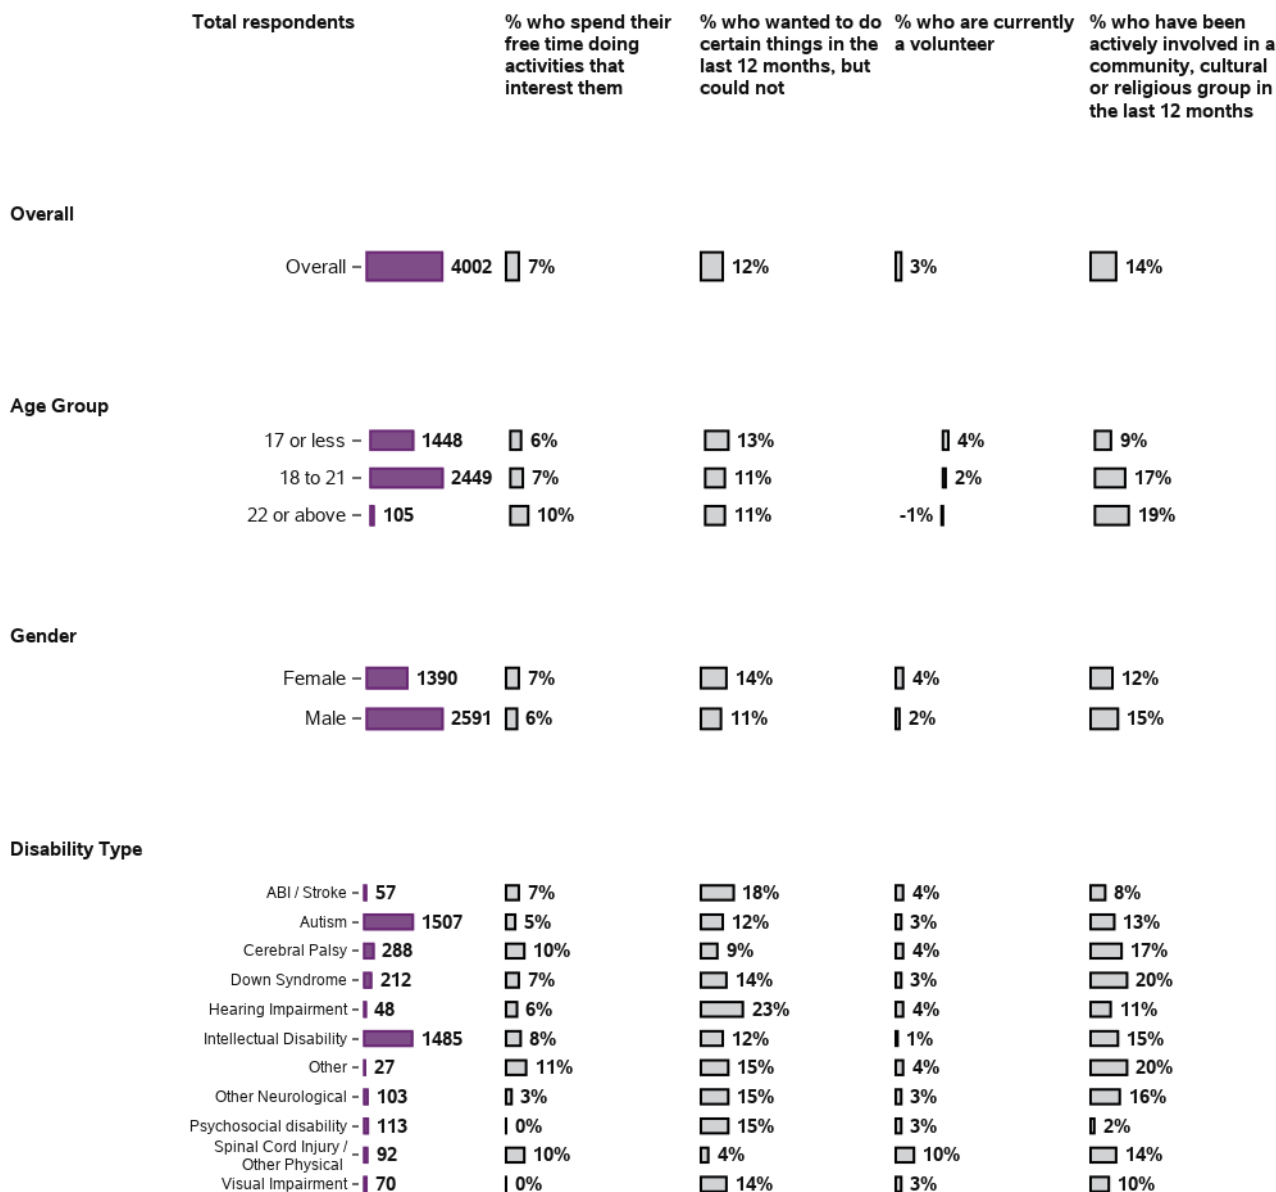 Total respondents
% who spend their
free time doing
activities that
interest them
% who wanted to do
certain things in the
last 12 months, but
could not
% who are currently
a volunteer
% who have been
actively involved in a
community, cultural
or religious group in
the last 12 months
Overall
Overall 4002 7% 12% 3% 14%
Age Group
17 or less 1448 6% 13% 4% 9%
18 to 21 2449 7% 11% 2% 17%
22 or above 105 10% 11% -1% 19%
Gender
Female 1390 7% 14% 4% 12%
Male 2591 6% 11% 2% 15%
Disability Type
ABI / Stroke 57 7% 18% 4% 8%
Autism 1507 5% 12% 3% 13%
Cerebral Palsy 288 10% 9% 4% 17%
Down Syndrome 212 7% 14% 3% 20%
Hearing Impairment 48 6% 23% 4% 11%
Intellectual Disability 1485 8% 12% 1% 15%
Other 27 11% 15% 4% 20%
Other Neurological 103 3% 15% 3% 16%
Psychosocial disability 113 0% 15% 3% 2%
Spinal Cord Injury /
Other Physical 92 10% 4% 10% 14%
Visual Impairment 70 0% 14% 3% 10%